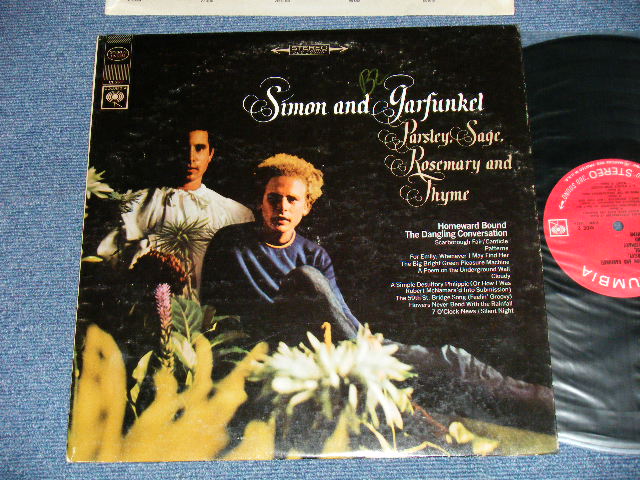 STEREO
BL
Simon and Garfunkel
Parsley, Sage,
Rosemary and
Thyme
Homeward Bound
The Dangling Conversation
Scarborough Fair/Canticle
Patterns
For Emily, Whenever I May Find Her
The Big Bright Green Pleasure Machine
A Poem on the Underground Wall
Cloudy
A Simple Desultory Philippic (Or How I Was
Robert McNamara'd Into Submission)
The 59th St. Bridge Song (Feelin' Groovy)
Flowers Never Bend With the Rainfall
7 O'Clock News/Silent Night
STEREO
UMBIA